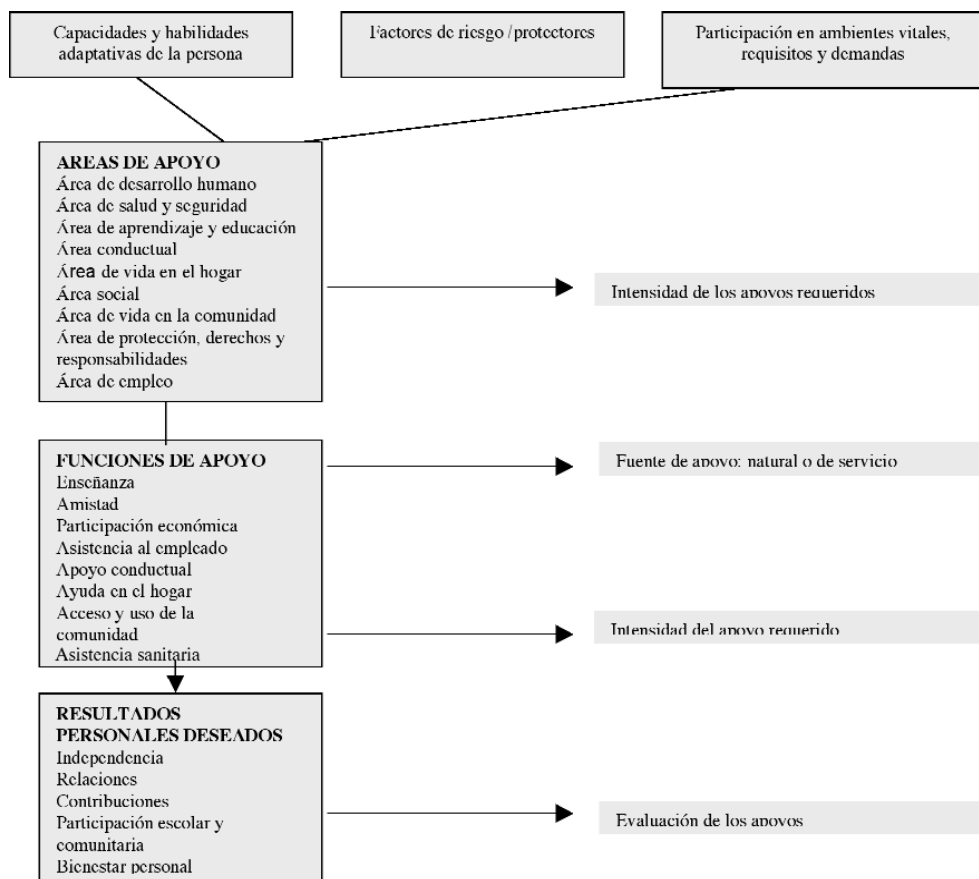 Capacidades y habilidades
adaptativas de la persona
Factores de riesgo /protectores
Participación en ambientes vitales,
requisitos y demandas
AREAS DE APOYO
Área de desarrollo humano
Área de salud y seguridad
Área de aprendizaje y educación
Área conductual
Área de vida en el hogar
Área social
Área de vida en la comunidad
Área de protección, derechos y
responsabilidades
Área de empleo
Intensidad de los apoyos requeridos
FUNCIONES DE APOYO
Enseñanza
Amistad
Participación económica
Asistencia al empleado
Apoyo conductual
Ayuda en el hogar
Acceso y uso de la
comunidad
Asistencia sanitaria
Fuente de apoyo: natural o de servicio
Intensidad del apoyo requerido
RESULTADOS
PERSONALES DESEADOS
Independencia
Relaciones
Contribuciones
Participación escolar y
comunitaria
Bienestar personal
Evaluación de los apoyos